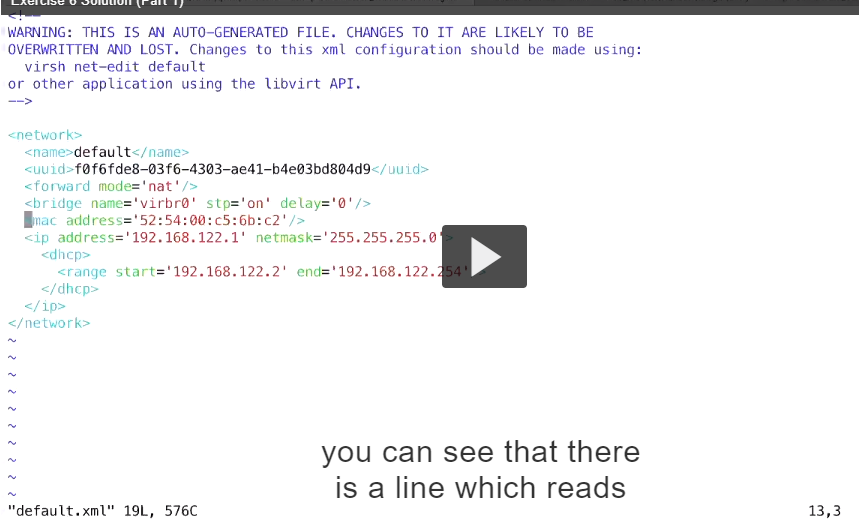 Exercise 6 Solution (Part 1)
<!--
WARNING: THIS IS AN AUTO-GENERATED FILE. CHANGES TO IT ARE LIKELY TO BE
OVERWRITTEN AND LOST. Changes to this xml configuration should be made using:
  virsh net-edit default
or other application using the libvirt API.
-->
<network>
  <name>default</name>
  <uuid>f0f6fde8-03f6-4303-ae41-b4e03bd804d9</uuid>
  <forward mode='nat'/>
  <bridge name='virbr0' stp='on' delay='0'/>
  mac address='52:54:00:c5:6b:c2'/>
  <ip address='192.168.122.1' netmask='255.255.255.0'>
    <dhcp>
      <range start='192.168.122.2' end='192.168.122.254'
    </dhcp>
  </ip>
</network>
~
~
~
~
~
~
~
~
~
~
you can see that there
is a line which reads
"default.xml" 19L, 576C 13,3